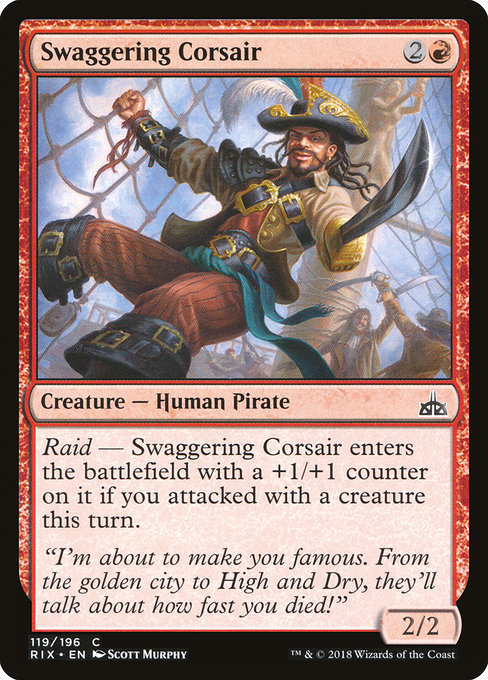 Swaggering Corsair 2
Creature — Human Pirate
Raid — Swaggering Corsair enters
the battlefield with a +1/+1 counter
on it if you attacked with a creature
this turn.
“I’m about to make you famous. From
the golden city to High and Dry, they’ll
talk about how fast you died!”
2/2
119/196 C
RIX • EN Scott Murphy
™ & © 2018 Wizards of the Coast